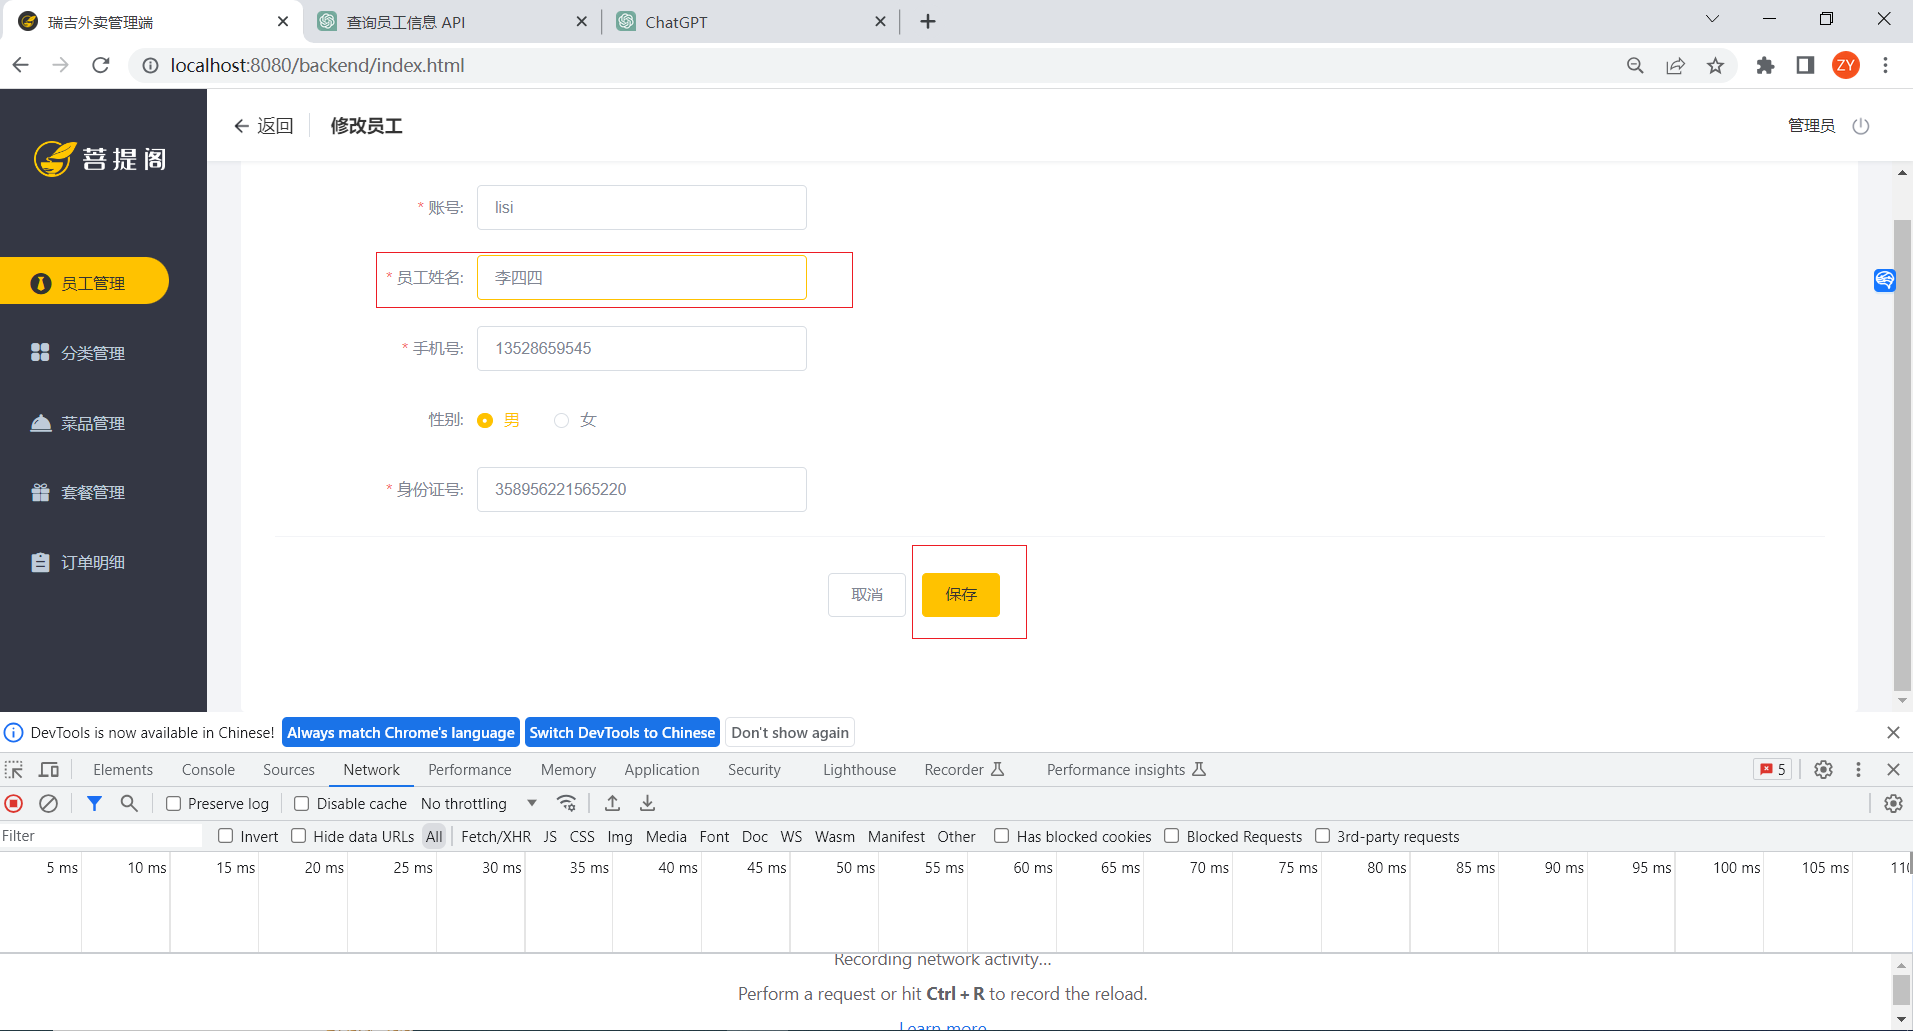 瑞吉外卖管理端
查询员工信息 API
ChatGPT
localhost:8080/backend/index.html
ZY
菩提阁
返回
修改员工
管理员
员工管理
分类管理
菜品管理
套餐管理
订单明细
* 账号: lisi
* 员工姓名: 李四四
* 手机号: 13528659545
性别: 男 女
* 身份证号: 358956221565220
取消 保存
DevTools is now available in Chinese! Always match Chrome's language Switch DevTools to Chinese Don't show again
Elements Console Sources Network Performance Memory Application Security Lighthouse Recorder Performance insights 5
Preserve log Disable cache No throttling
Filter Invert Hide data URLs All Fetch/XHR JS CSS Img Media Font Doc WS Wasm Manifest Other Has blocked cookies Blocked Requests 3rd-party requests
5 ms 10 ms 15 ms 20 ms 25 ms 30 ms 35 ms 40 ms 45 ms 50 ms 55 ms 60 ms 65 ms 70 ms 75 ms 80 ms 85 ms 90 ms 95 ms 100 ms 105 ms
Recording network activity...
Perform a request or hit Ctrl + R to record the reload.
Learn more